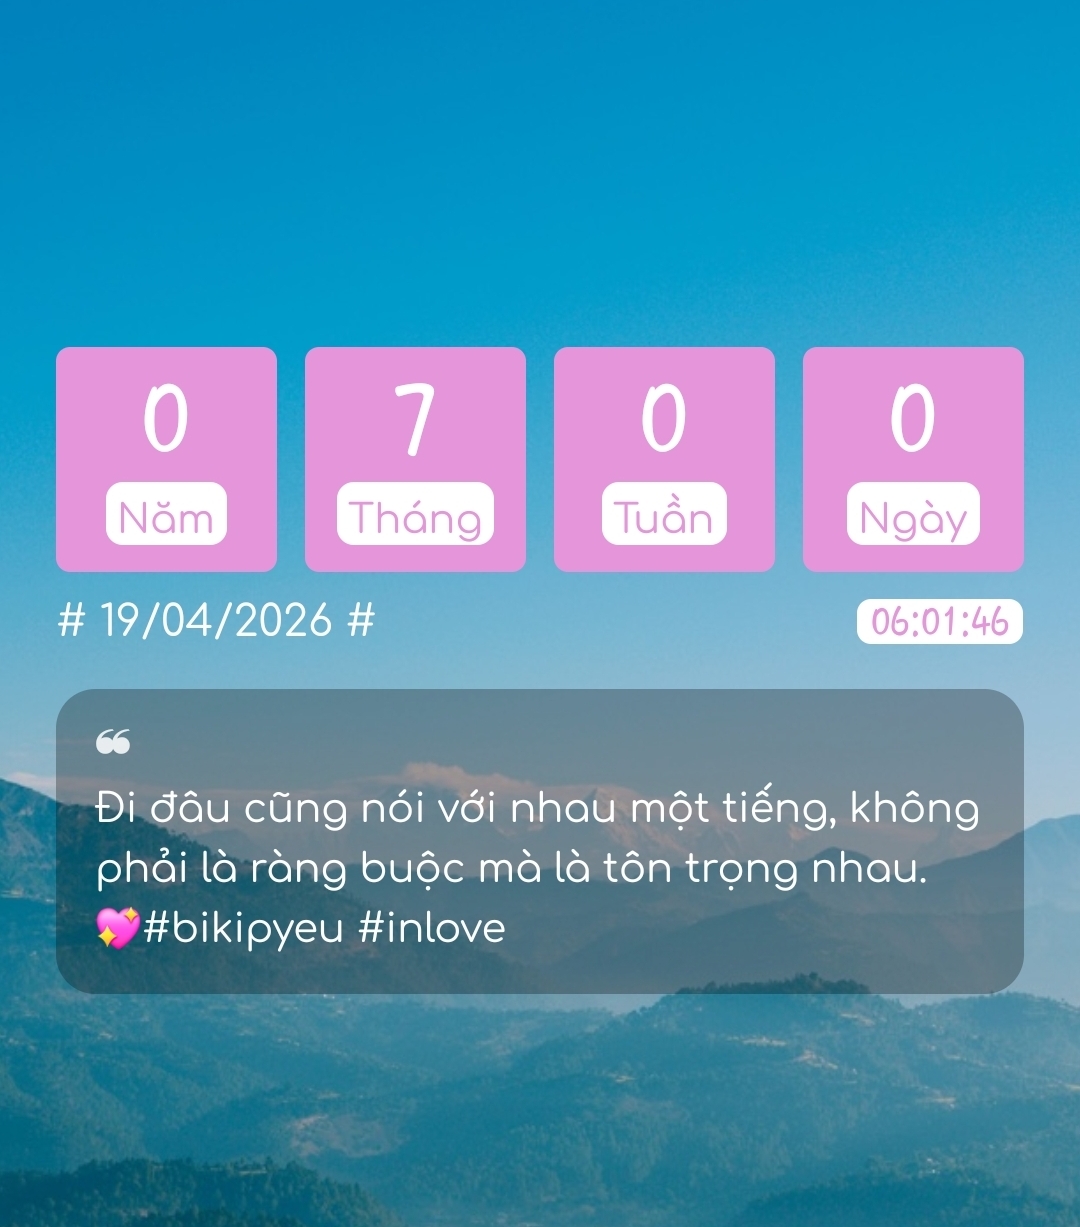 0 7 0 0
Năm Tháng Tuần Ngày
# 19/04/2026 # 06:01:46
❝
Đi đâu cũng nói với nhau một tiếng, không
phải là ràng buộc mà là tôn trọng nhau.
💖#bikipyeu #inlove